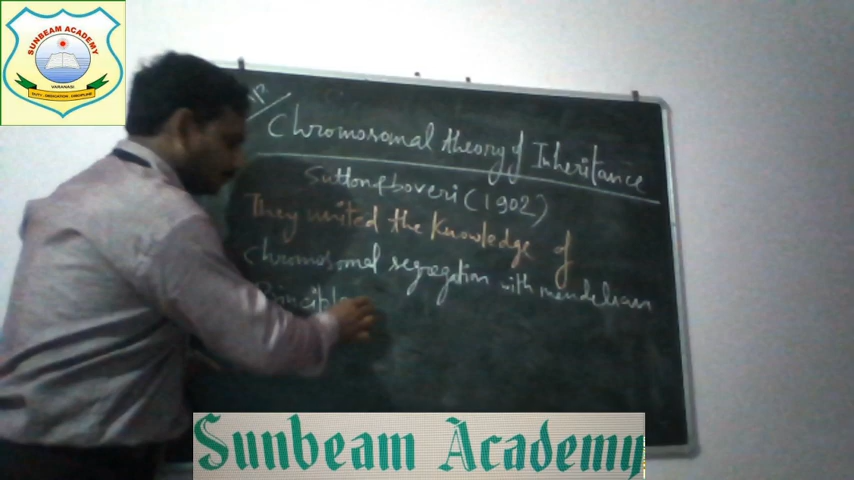 SUNBEAM ACADEMY
VARANASI
Chromosomal theory of Inheritance
Sutton & boveri (1902)
They united the knowledge of
chromosomal segregation with mendelian
Principle
Sunbeam Academy